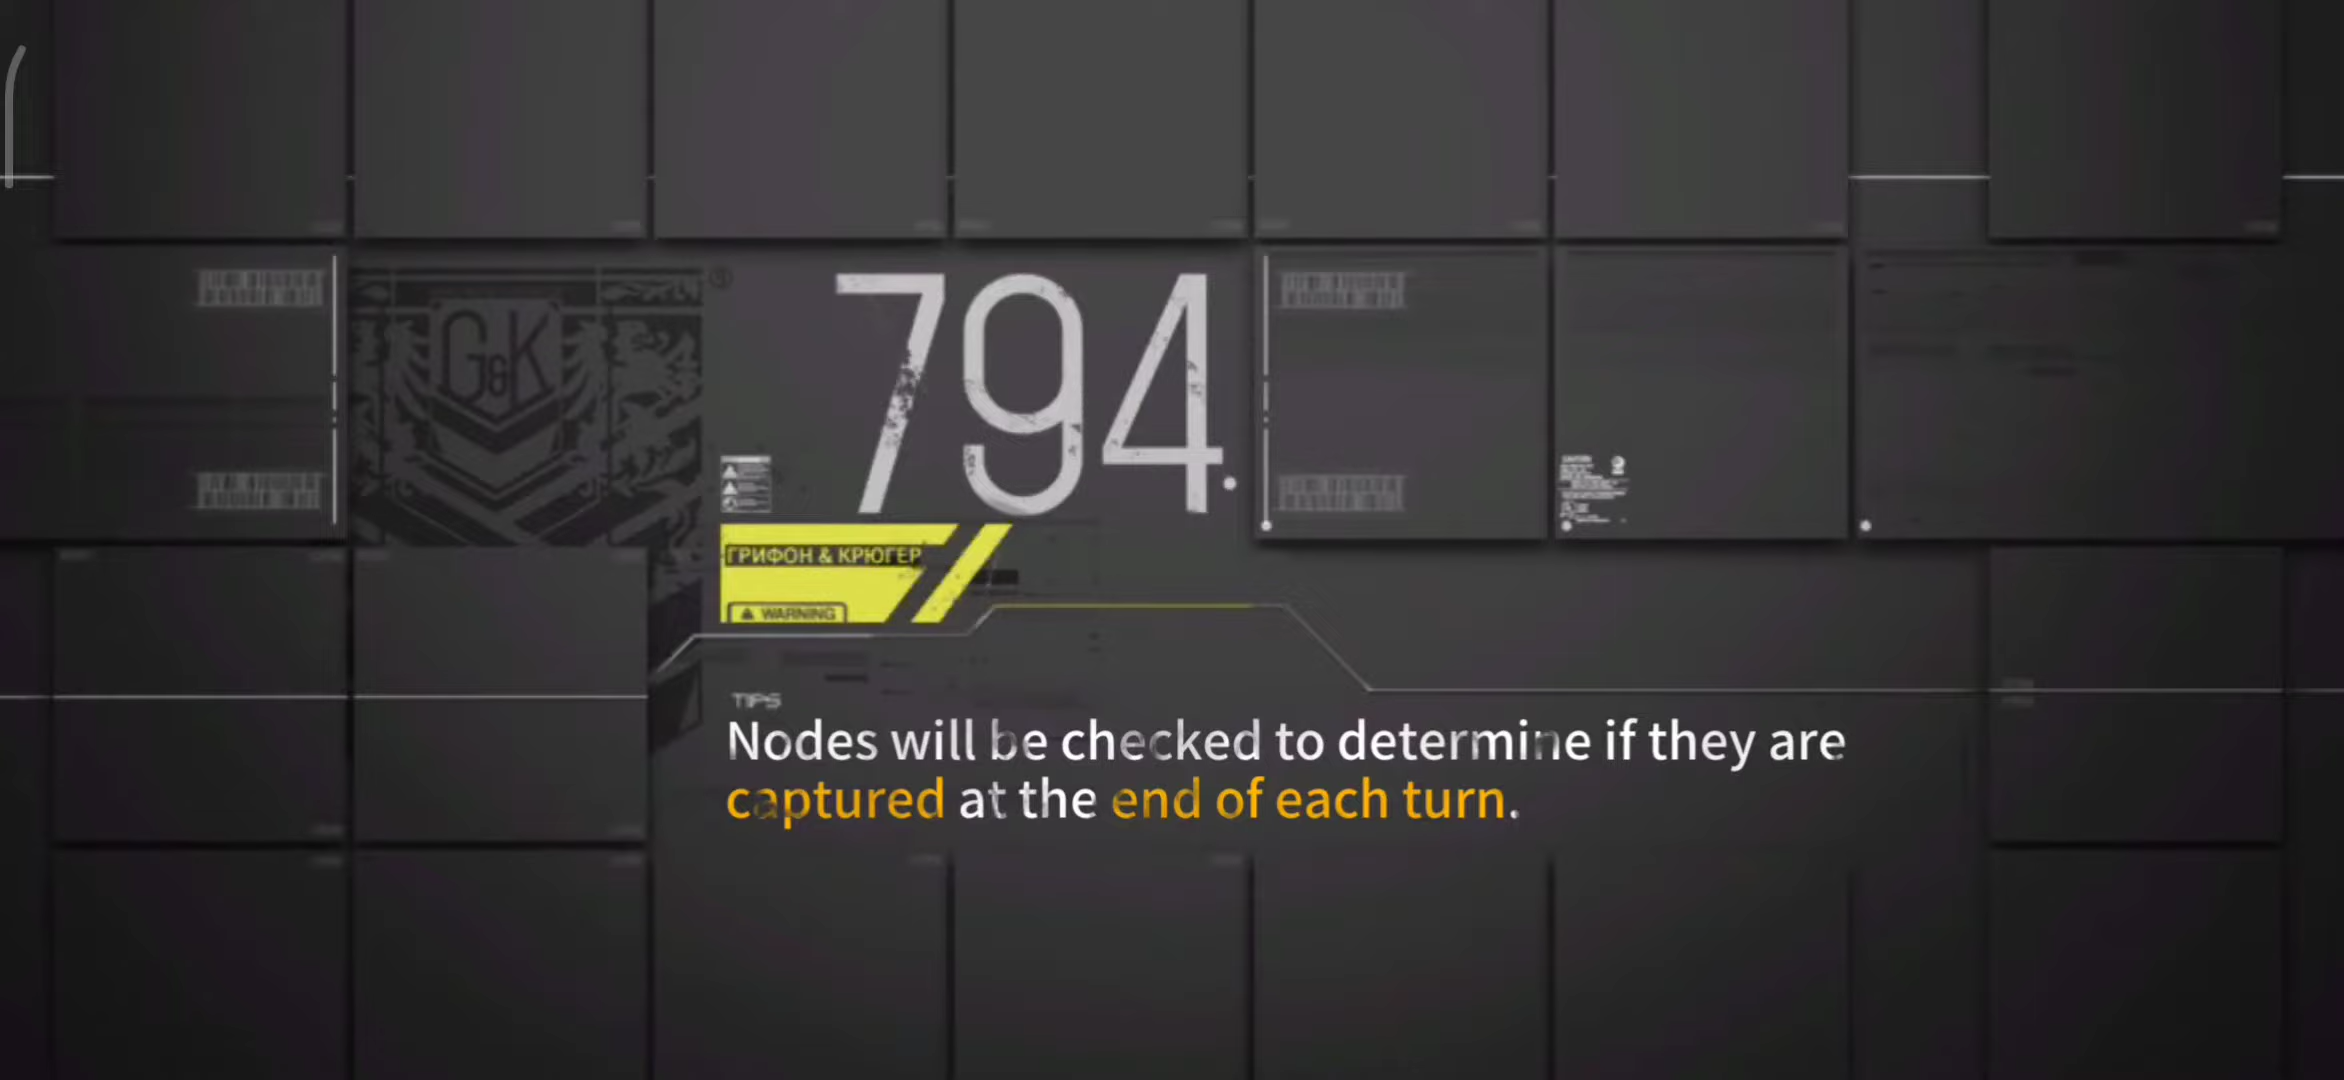 G&K
794.
ГРИФОН & КРЮГЕР
WARNING
TIPS
Nodes will be checked to determine if they are
captured at the end of each turn.